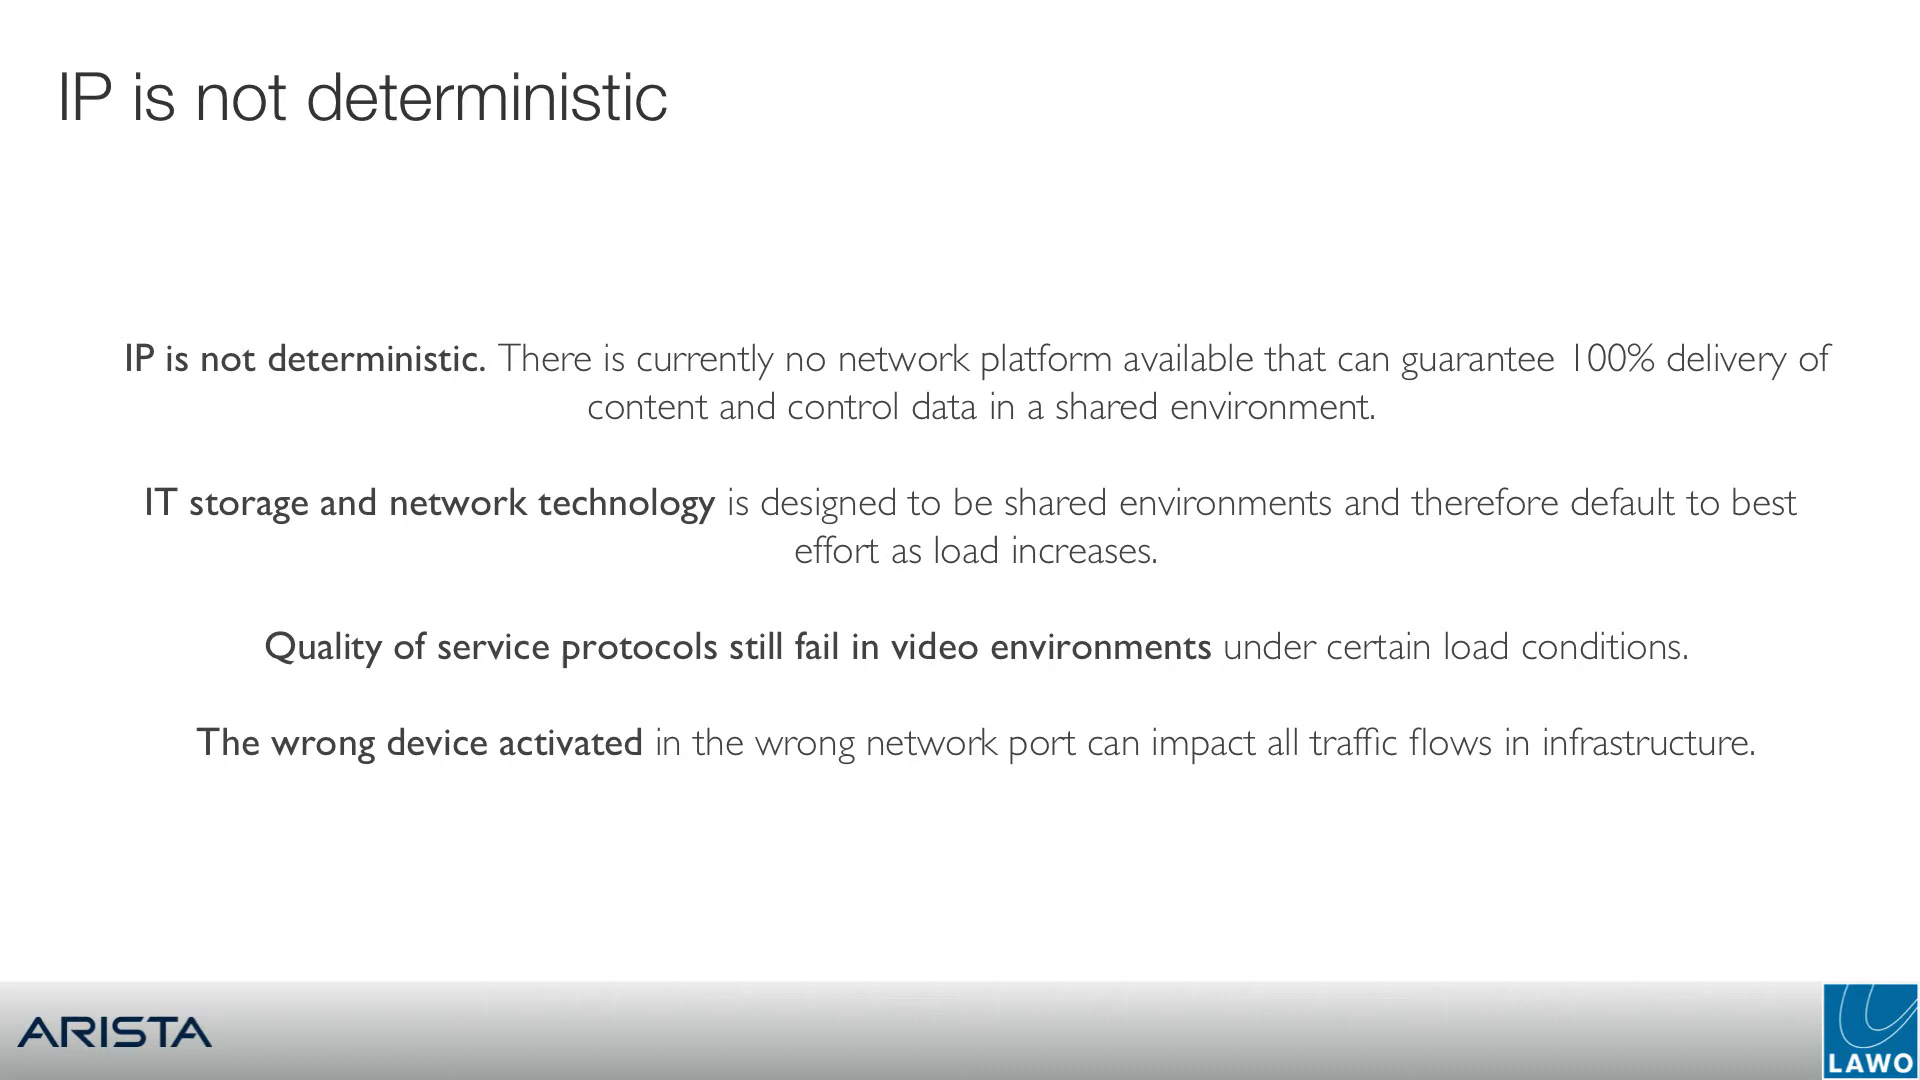 IP is not deterministic
IP is not deterministic. There is currently no network platform available that can guarantee 100% delivery of
content and control data in a shared environment.
IT storage and network technology is designed to be shared environments and therefore default to best
effort as load increases.
Quality of service protocols still fail in video environments under certain load conditions.
The wrong device activated in the wrong network port can impact all traffic flows in infrastructure.
ARISTA
LAWO